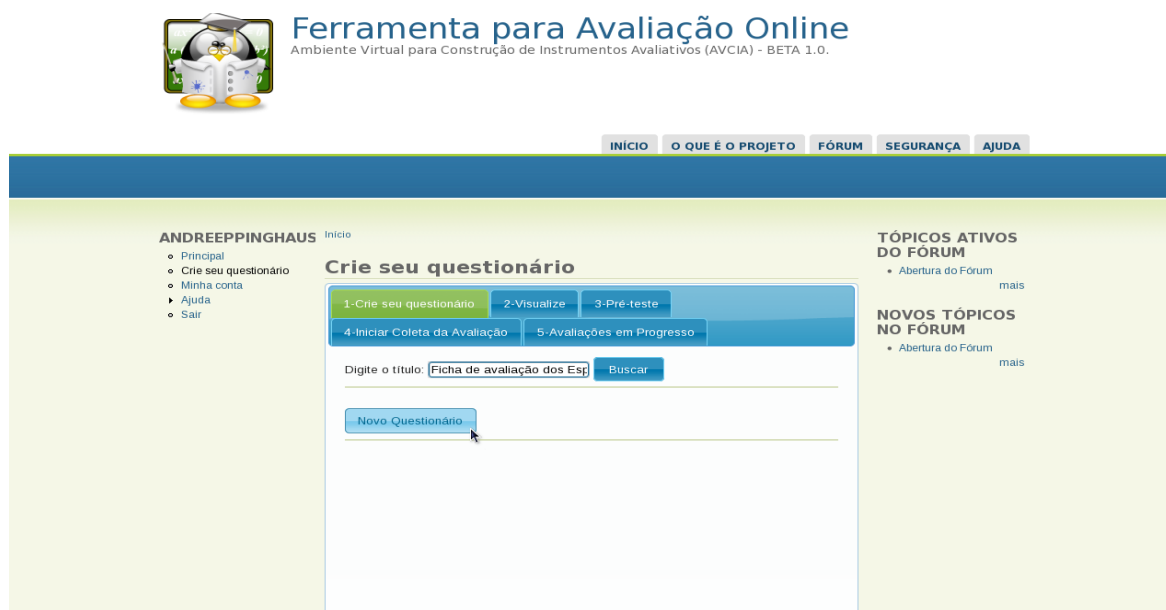 Ferramenta para Avaliação Online
Ambiente Virtual para Construção de Instrumentos Avaliativos (AVCIA) - BETA 1.0.
INÍCIO O QUE É O PROJETO FÓRUM SEGURANÇA AJUDA
ANDREEPPINGHAUS
Principal
Crie seu questionário
Minha conta
Ajuda
Sair
Início
Crie seu questionário
1-Crie seu questionário 2-Visualize 3-Pré-teste
4-Iniciar Coleta da Avaliação 5-Avaliações em Progresso
Digite o título: Ficha de avaliação dos Esp Buscar
Novo Questionário
TÓPICOS ATIVOS
DO FÓRUM
Abertura do Fórum
mais
NOVOS TÓPICOS
NO FÓRUM
Abertura do Fórum
mais